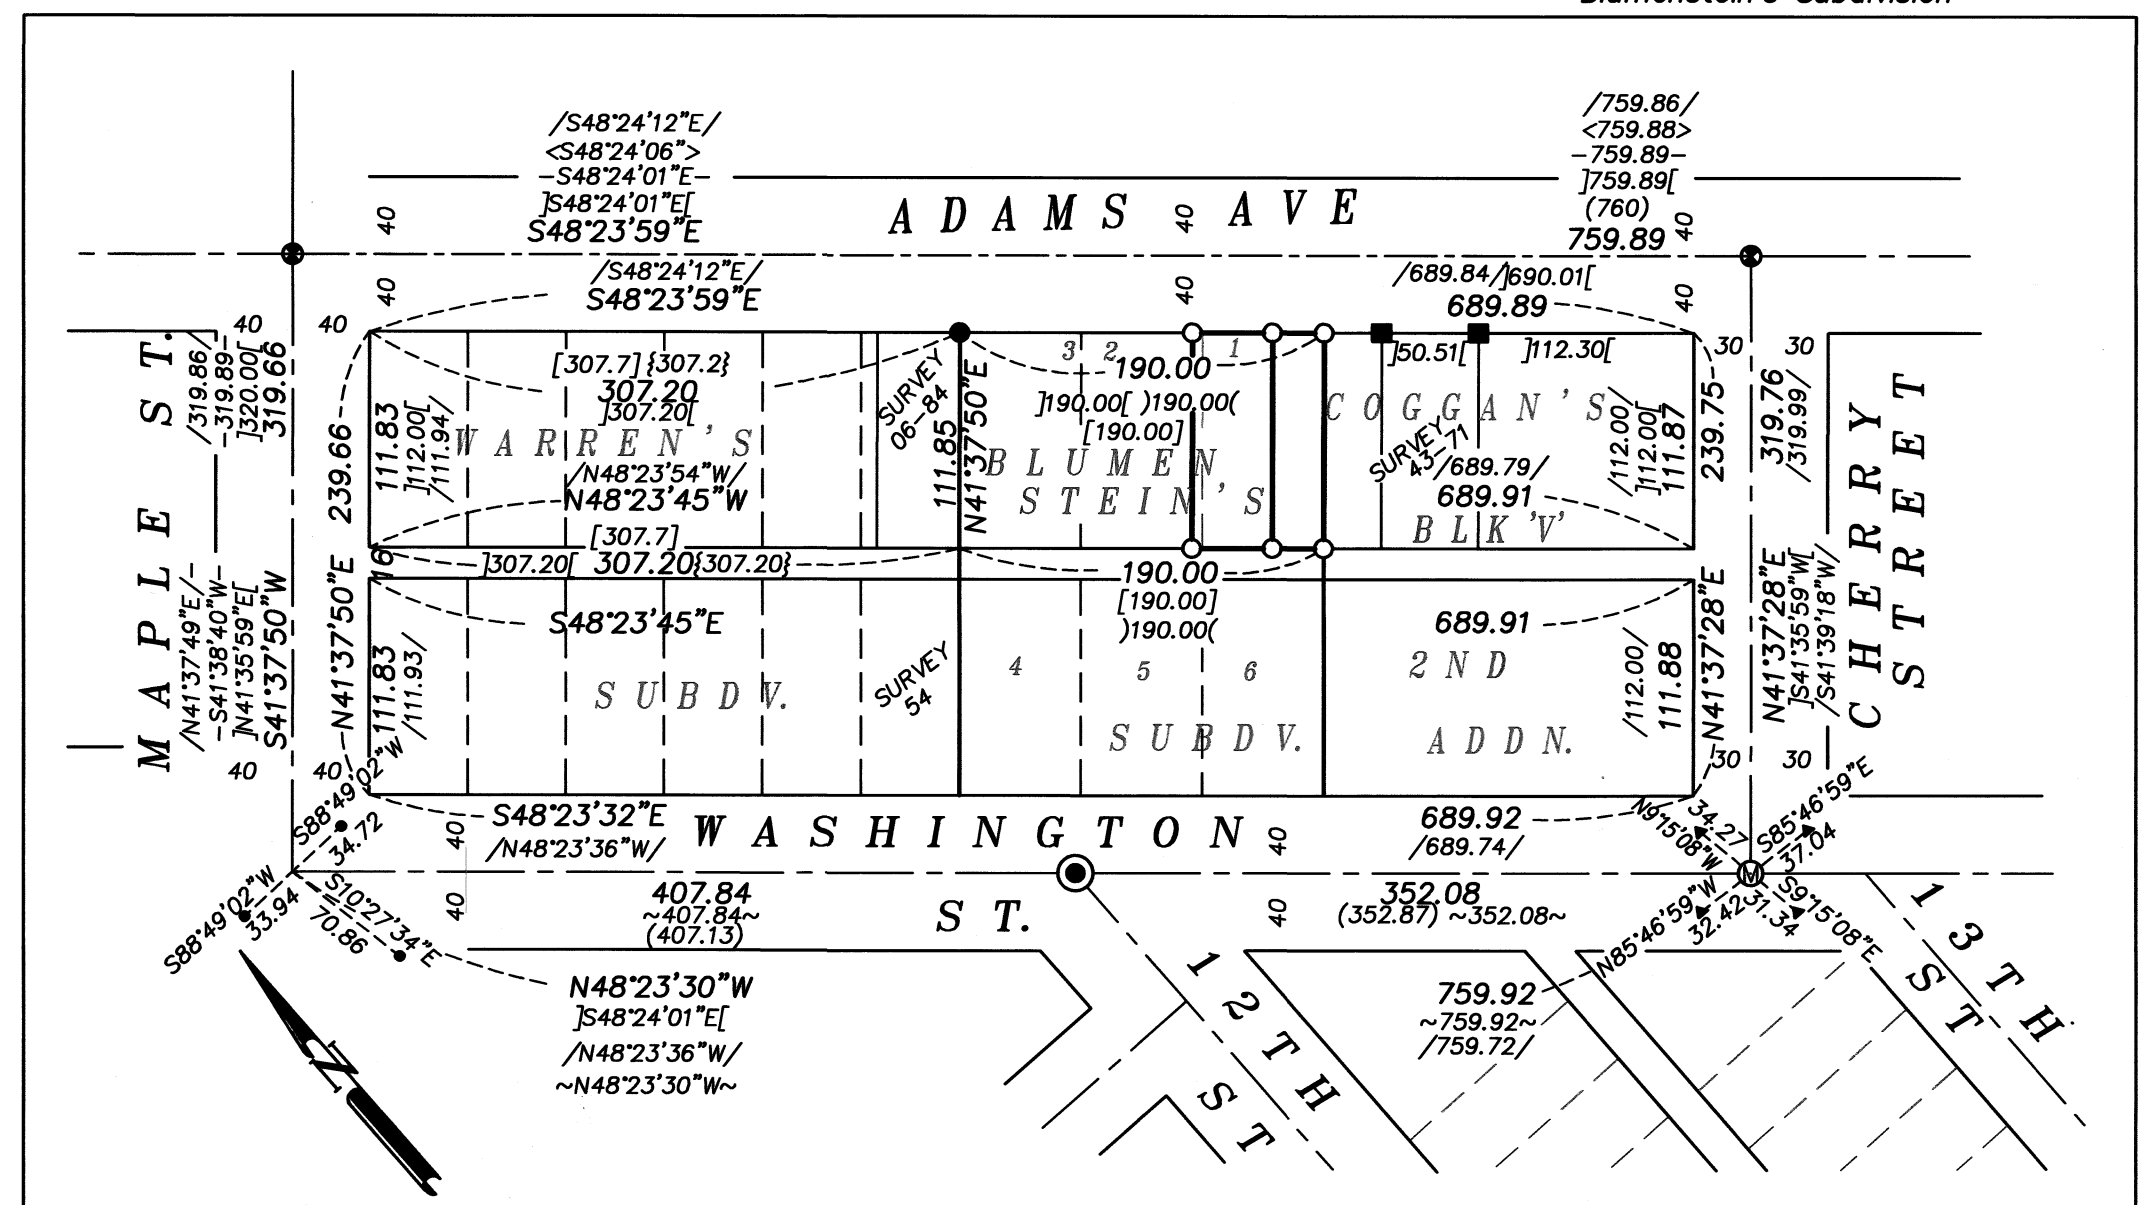 Blumenstein's Subdivision
/S48°24'12"E/
<S48°24'06">
-S48°24'01"E-
]S48°24'01"E[
S48°23'59"E
/759.86/
<759.88>
-759.89-
]759.89[
(760)
759.89
40
ADAMS AVE
40
40
/S48°24'12"E/
S48°23'59"E
40
40
40
/689.84/ ]690.01[
689.89
40
40
30
30
MAPLE ST.
/319.86/
-319.89-
]320.00[
319.66
/N41°37'49"E/-
-S41°38'40"W-
]N41°35'59"E[
S41°37'50"W
239.66
N41°37'50"E
111.83
]112.00[
/111.94/
[307.7] {307.2}
307.20
]307.20[
WARREN'S
/N48°23'54"W/
N48°23'45"W
[307.7]
]307.20[ 307.20 {307.20}
16
SURVEY
06-84
111.85
N41°37'50"E
3
2
1
190.00
]190.00[ )190.00(
[190.00]
BLUMEN
STEIN'S
190.00
[190.00]
)190.00(
]50.51[
]112.30[
COGGAN'S
SURVEY
43-71
/689.79/
689.91
BLK 'V'
/112.00/
]112.00[
111.87
239.75
319.76
/319.99/
CHERRY
STREET
S48°23'45"E
111.83
/111.93/
SUBDV.
SURVEY
54
4
5
6
SUBDV.
689.91
2ND
ADDN.
/112.00/
111.88
N41°37'28"E
N41°37'28"E
]S41°35'59"W[
/S41°39'18"W/
40
40
30
30
S88°49'02"W
34.72
S88°49'02"W
33.94
S10°27'34"E
70.86
S48°23'32"E
/N48°23'36"W/
40
WASHINGTON
40
689.92
/689.74/
N9°15'08"W
34.27
S85°46'59"E
37.04
M
N85°46'59"W
32.42
S9°15'08"E
31.34
40
407.84
~407.84~
(407.13)
ST.
40
352.08
(352.87) ~352.08~
N48°23'30"W
]S48°24'01"E[
/N48°23'36"W/
~N48°23'30"W~
12TH
ST
759.92
~759.92~
/759.72/
13TH
ST
N